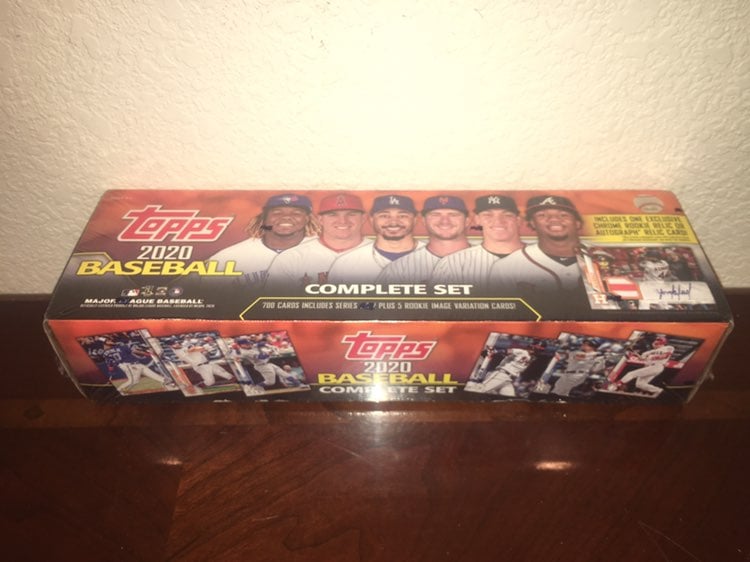 Topps
2020
BASEBALL
MAJOR LEAGUE BASEBALL
COMPLETE SET
700 CARDS INCLUDES SERIES PLUS 5 ROOKIE IMAGE VARIATION CARDS!
INCLUDES ONE EXCLUSIVE
CHROME ROOKIE RELIC OR
AUTOGRAPH RELIC CARD!
Topps
2020
BASEBALL
COMPLETE SET